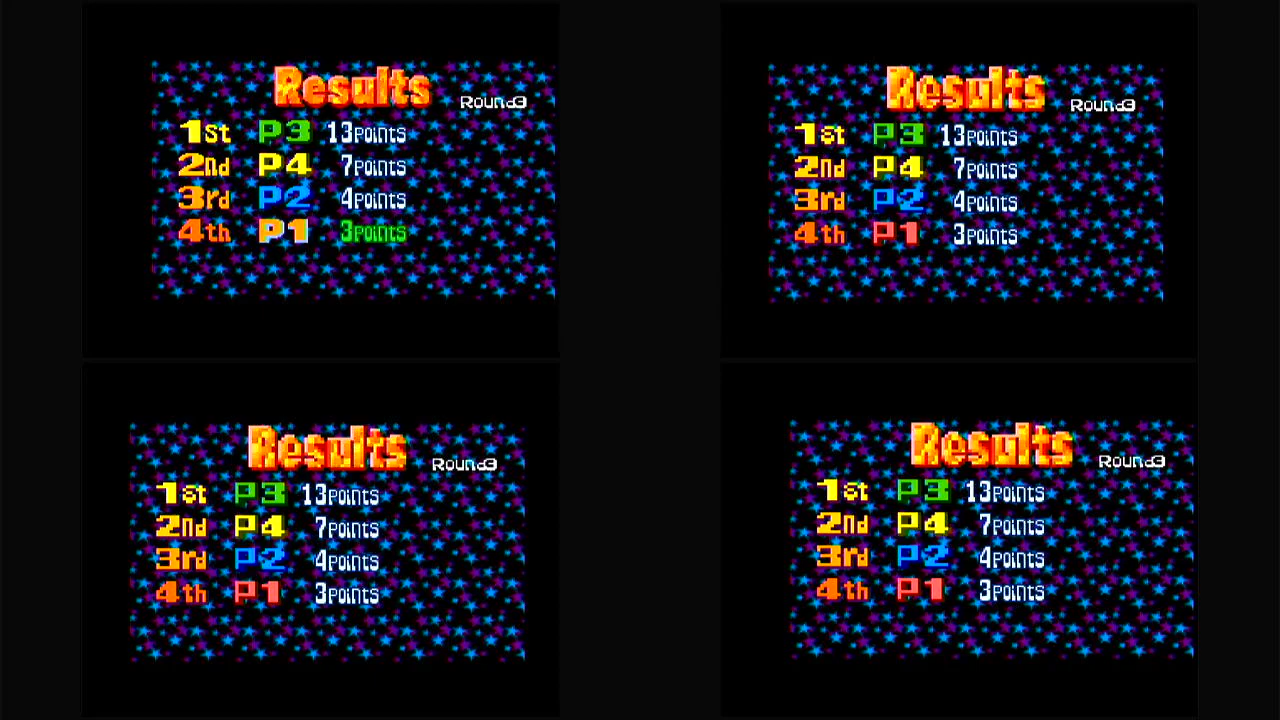 Results
Round3
1st P3 13Points
2nd P4 7Points
3rd P2 4Points
4th P1 3Points
Results
Round3
1st P3 13Points
2nd P4 7Points
3rd P2 4Points
4th P1 3Points
Results
Round3
1st P3 13Points
2nd P4 7Points
3rd P2 4Points
4th P1 3Points
Results
Round3
1st P3 13Points
2nd P4 7Points
3rd P2 4Points
4th P1 3Points